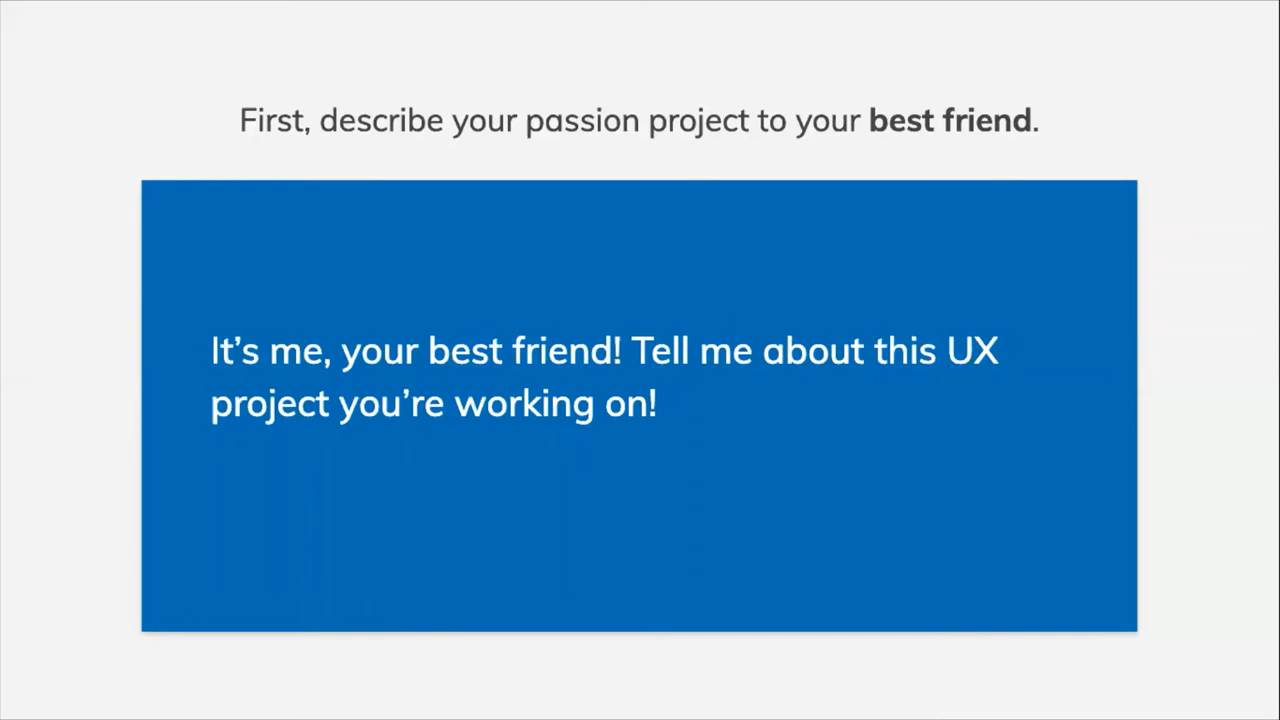 First, describe your passion project to your best friend.
It’s me, your best friend! Tell me about this UX
project you’re working on!